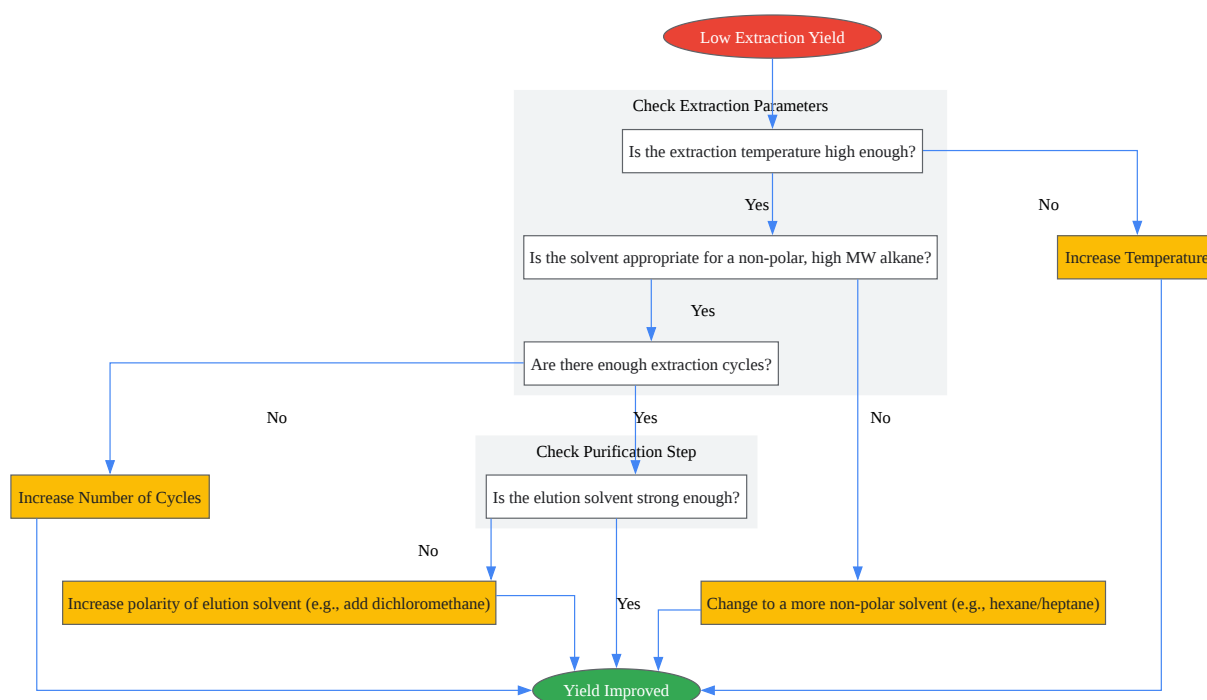 Low Extraction Yield
Check Extraction Parameters
Is the extraction temperature high enough?
Yes
No
Is the solvent appropriate for a non-polar, high MW alkane?
Increase Temperature
Yes
Are there enough extraction cycles?
No
Yes
No
Check Purification Step
Increase Number of Cycles
Is the elution solvent strong enough?
No
Increase polarity of elution solvent (e.g., add dichloromethane)
Yes
Change to a more non-polar solvent (e.g., hexane/heptane)
Yield Improved